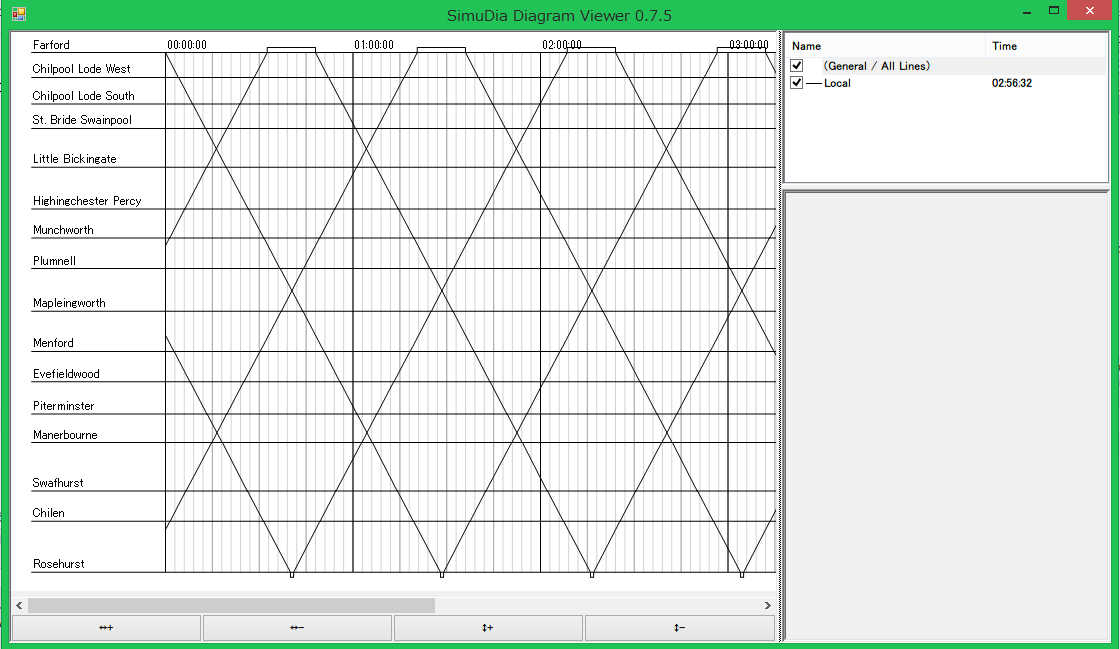 SimuDia Diagram Viewer 0.7.5
Farford 00:00:00 01:00:00 02:00:00 03:00:00
Chilpool Lode West
Chilpool Lode South
St. Bride Swainpool
Little Bickingate
Highingchester Percy
Munchworth
Plumnell
Mapleingworth
Menford
Evefieldwood
Piterminster
Manerbourne
Swafhurst
Chilen
Rosehurst
Name Time
(General / All Lines)
Local 02:56:32
↔+ ↔− ↕+ ↕−